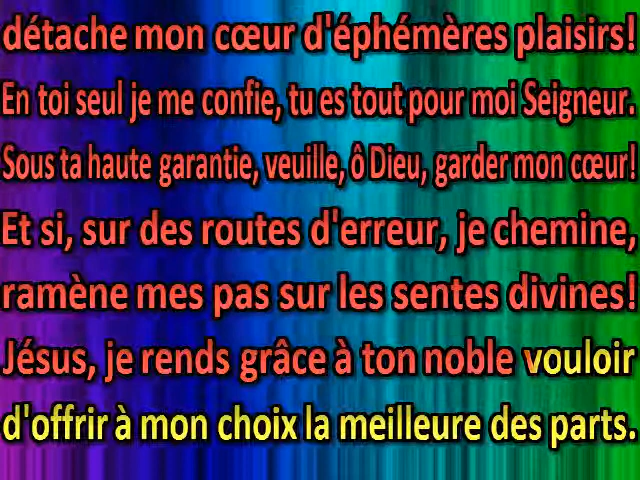 détache mon cœur d'éphémères plaisirs!
En toi seul je me confie, tu es tout pour moi Seigneur.
Sous ta haute garantie, veuille, ô Dieu, garder mon cœur!
Et si, sur des routes d'erreur, je chemine,
ramène mes pas sur les sentes divines!
Jésus, je rends grâce à ton noble vouloir
d'offrir à mon choix la meilleure des parts.